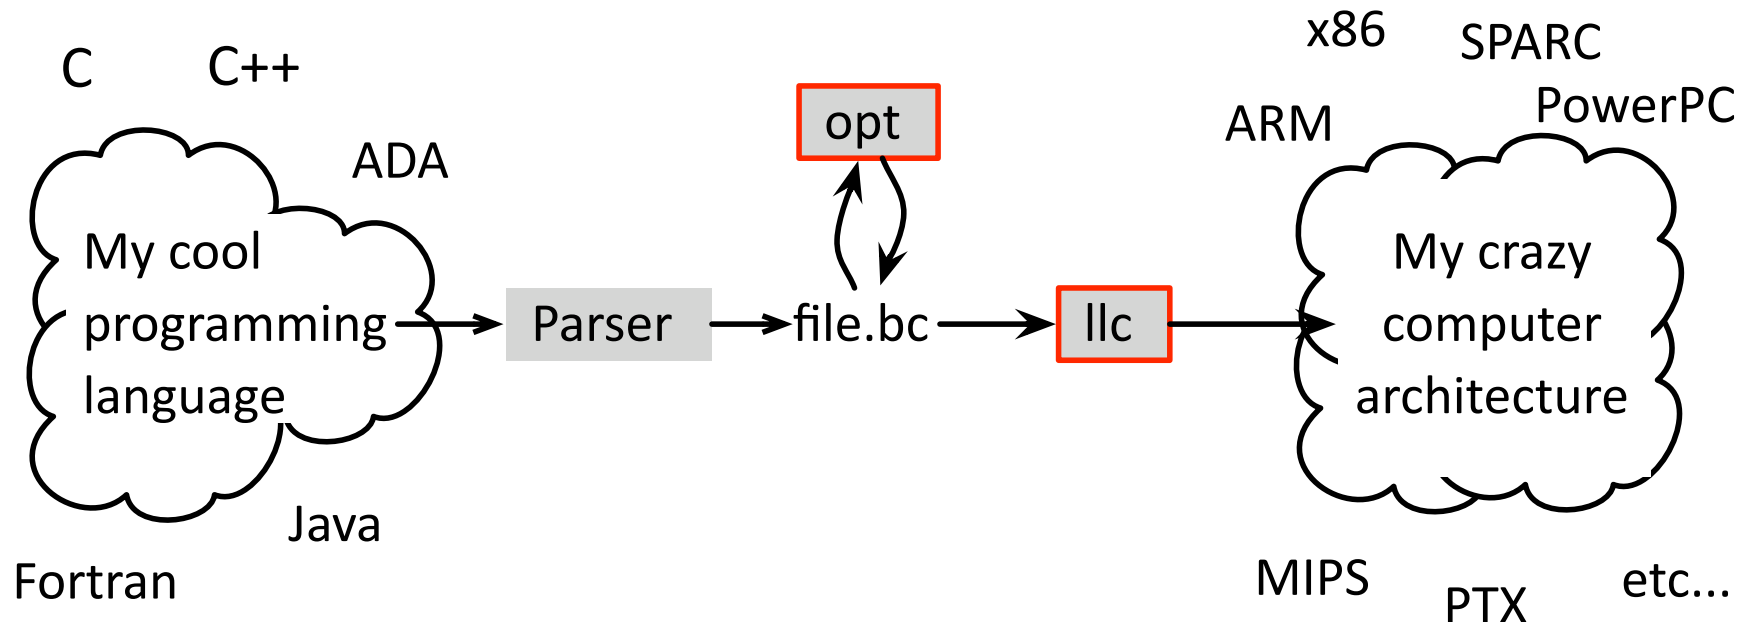 C
C++
ADA
My cool
programming
language
Java
Fortran
Parser
opt
file.bc
llc
x86
SPARC
PowerPC
ARM
My crazy
computer
architecture
MIPS
PTX
etc...